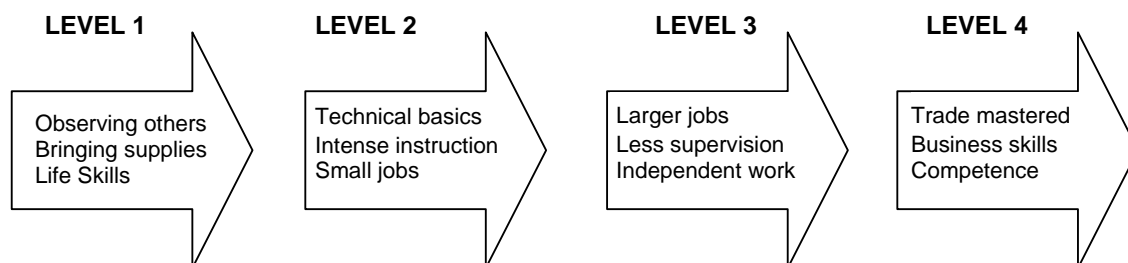 LEVEL 1
Observing others
Bringing supplies
Life Skills
LEVEL 2
Technical basics
Intense instruction
Small jobs
LEVEL 3
Larger jobs
Less supervision
Independent work
LEVEL 4
Trade mastered
Business skills
Competence